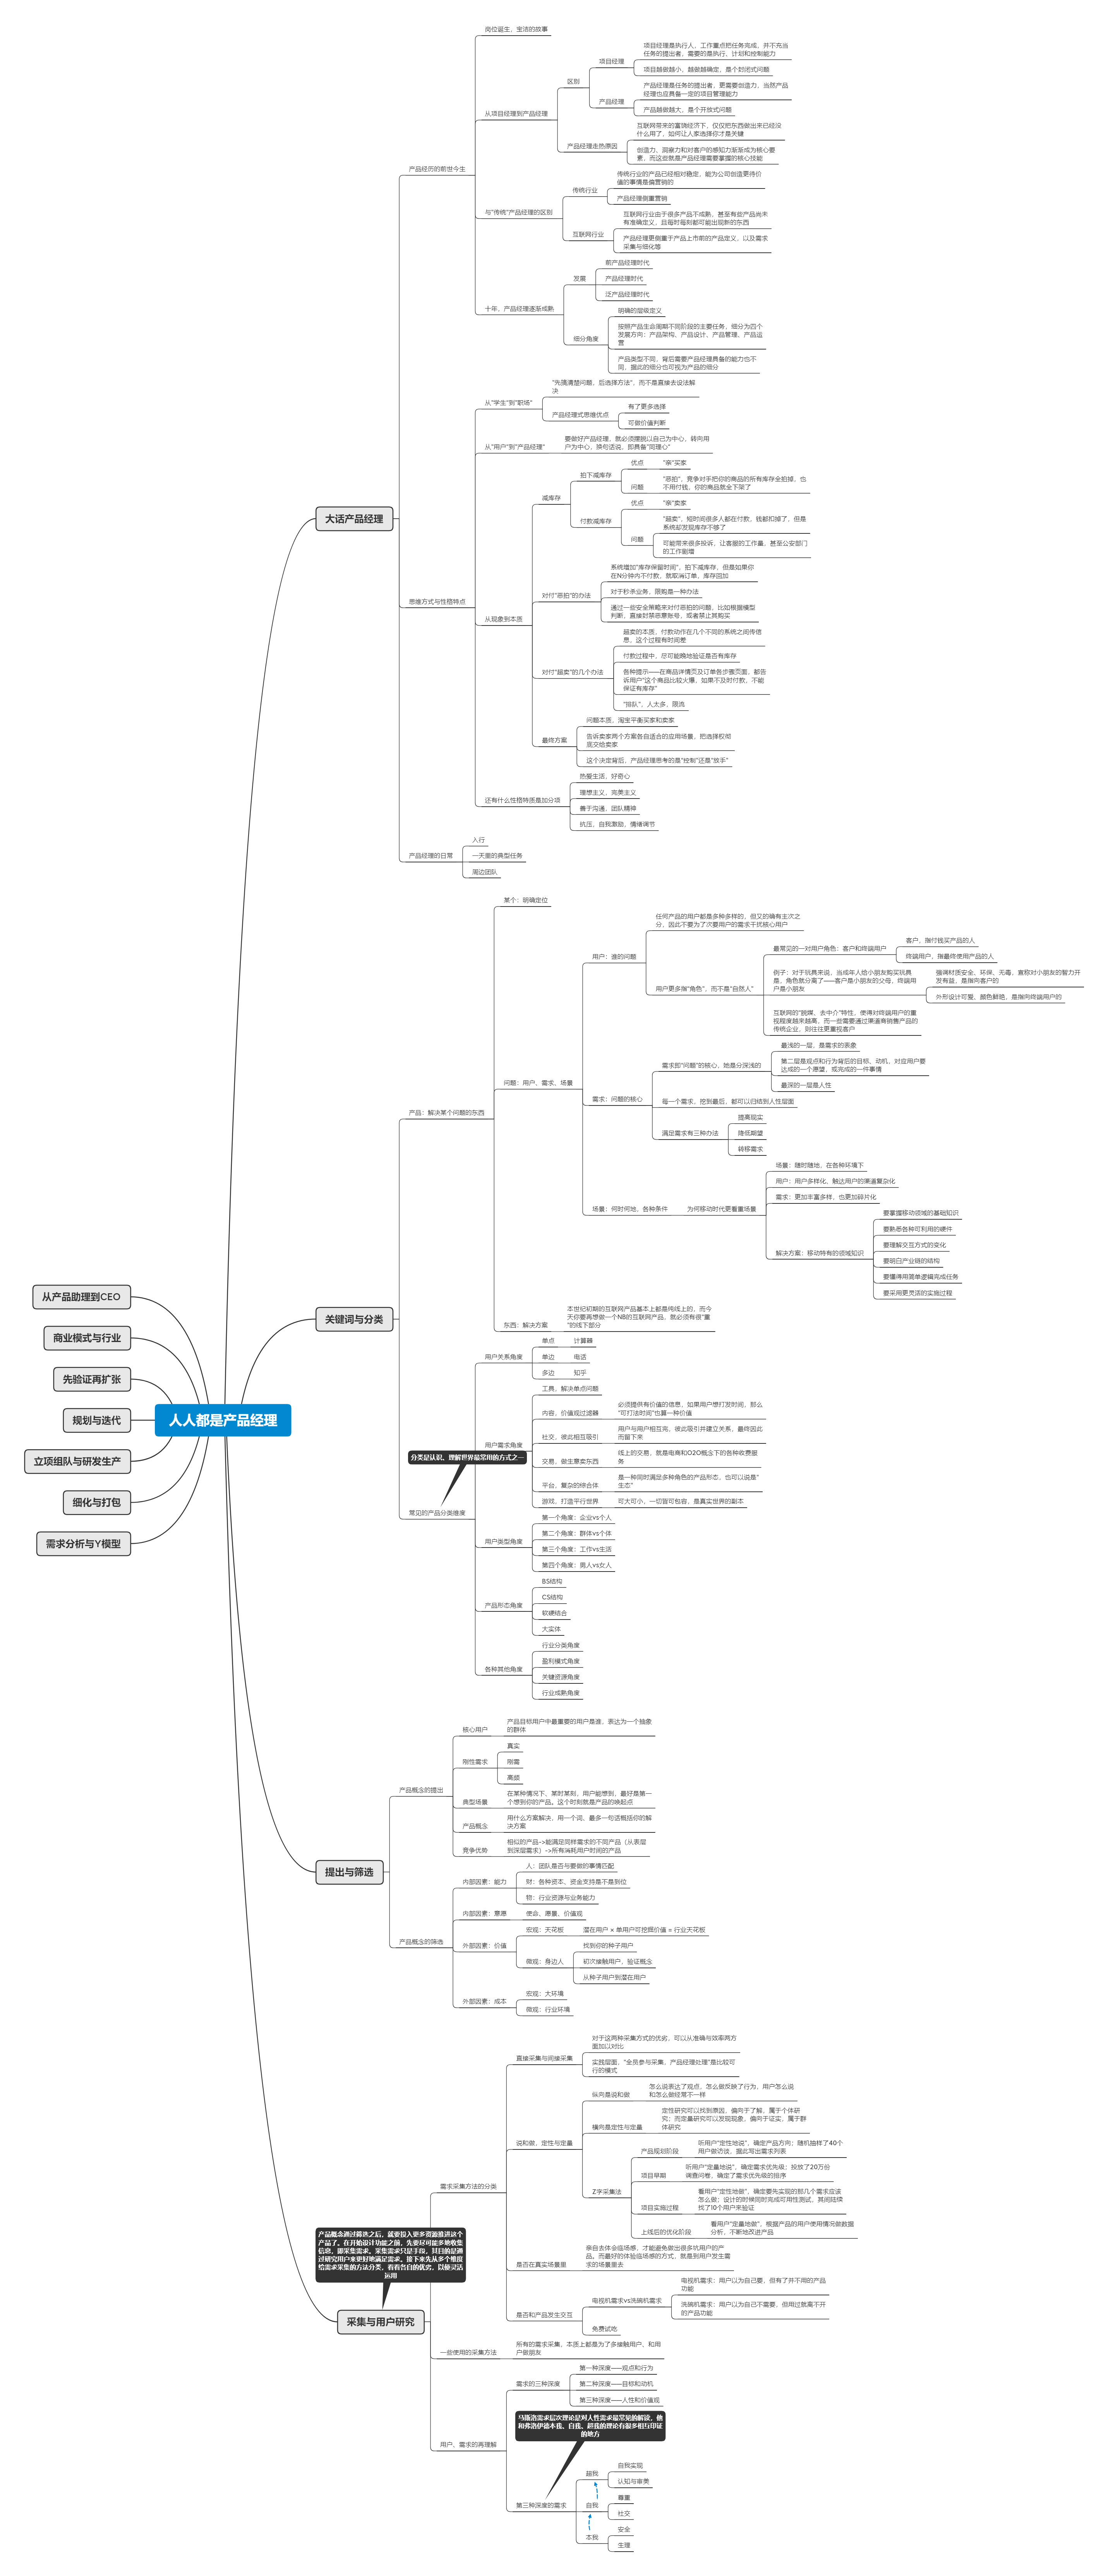 人人都是产品经理
大话产品经理
产品经历的前世今生
岗位诞生,宝洁的故事
从项目经理到产品经理
区别
项目经理
项目经理是执行人,工作重点把任务完成,并不充当
任务的提出者,需要的是执行、计划和控制能力
项目越做越小,越做越确定,是个封闭式问题
产品经理
产品经理是任务的提出者,更需要创造力,当然产品
经理也应具备一定的项目管理能力
产品越做越大,是个开放式问题
产品经理走热原因
互联网带来的富饶经济下,仅仅把东西做出来已经没
什么用了,如何让人家选择你才是关键
创造力、洞察力和对客户的感知力渐渐成为核心要
素,而这些就是产品经理需要掌握的核心技能
与“传统”产品经理的区别
传统行业
传统行业的产品已经相对稳定,能为公司创造更待价
值的事情是偏营销的
产品经理侧重营销
互联网行业
互联网行业由于很多产品不成熟,甚至有些产品尚未
有准确定义,且每时每刻都可能出现新的东西
产品经理更侧重于产品上市前的产品定义,以及需求
采集与细化等
十年,产品经理逐渐成熟
发展
前产品经理时代
产品经理时代
泛产品经理时代
细分角度
明确的层级定义
按照产品生命周期不同阶段的主要任务,细分为四个
发展方向:产品架构、产品设计、产品管理、产品运
营
产品类型不同,背后需要产品经理具备的能力也不
同,据此的细分也可视为产品的细分
思维方式与性格特点
从“学生”到“职场”
“先搞清楚问题,后选择方法”,而不是直接去设法解
决
产品经理式思维优点
有了更多选择
可做价值判断
从“用户”到“产品经理”
要做好产品经理,就必须摆脱以自己为中心,转向用
户为中心,换句话说,即具备“同理心”
从现象到本质
减库存
拍下减库存
优点
“亲”买家
问题
“恶拍”,竞争对手把你的商品的所有库存全拍掉,也
不用付钱,你的商品就全下架了
付款减库存
优点
“亲”卖家
问题
“超卖”,短时间很多人都在付款,钱都扣掉了,但是
系统却发现库存不够了
可能带来很多投诉,让客服的工作量,甚至公安部门
的工作剧增
对付“恶拍”的办法
系统增加“库存保留时间”,拍下减库存,但是如果你
在N分钟内不付款,就取消订单,库存回加
对于秒杀业务,限购是一种办法
通过一些安全策略来对付恶拍的问题,比如根据模型
判断,直接封禁恶意账号,或者禁止其购买
对付“超卖”的几个办法
超卖的本质,付款动作在几个不同的系统之间传信
息,这个过程有时间差
付款过程中,尽可能晚地验证是否有库存
各种提示——在商品详情页及订单各步骤页面,都告
诉用户“这个商品比较火爆,如果不及时付款,不能
保证有库存”
“排队”,人太多,限流
最终方案
问题本质,淘宝平衡买家和卖家
告诉卖家两个方案各自适合的应用场景,把选择权彻
底交给卖家
这个决定背后,产品经理思考的是“控制”还是“放手”
还有什么性格特质是加分项
热爱生活,好奇心
理想主义,完美主义
善于沟通,团队精神
抗压,自我激励,情绪调节
产品经理的日常
入行
一天里的典型任务
周边团队
关键词与分类
产品:解决某个问题的东西
某个:明确定位
问题:用户、需求、场景
用户:谁的问题
任何产品的用户都是多种多样的,但又的确有主次之
分,因此不要为了次要用户的需求干扰核心用户
用户更多指“角色”,而不是“自然人”
最常见的一对用户角色:客户和终端用户
客户,指付钱买产品的人
终端用户,指最终使用产品的人
例子:对于玩具来说,当成年人给小朋友购买玩具
是,角色就分离了——客户是小朋友的父母,终端用
户是小朋友
强调材质安全、环保、无毒,宣称对小朋友的智力开
发有益,是指向客户的
外形设计可爱、颜色鲜艳,是指向终端用户的
互联网的“脱媒,去中介”特性,使得对终端用户的重
视程度越来越高,而一些需要通过渠道商销售产品的
传统企业,则往往更重视客户
需求:问题的核心
需求即“问题”的核心,她是分深浅的
最浅的一层,是需求的表象
第二层是观点和行为背后的目标、动机,对应用户要
达成的一个愿望,或完成的一件事情
最深的一层是人性
每一个需求,挖到最后,都可以归结到人性层面
满足需求有三种办法
提高现实
降低期望
转移需求
场景:何时何地,各种条件
为何移动时代更看重场景
场景:随时随地,在各种环境下
用户:用户多样化、触达用户的渠道复杂化
需求:更加丰富多样,也更加碎片化
解决方案:移动特有的领域知识
要掌握移动领域的基础知识
要熟悉各种可利用的硬件
要理解交互方式的变化
要明白产业链的结构
要懂得用简单逻辑完成任务
要采用更灵活的实施过程
东西:解决方案
本世纪初期的互联网产品基本上都是纯线上的,而今
天你要再想做一个NB的互联网产品,就必须有很“重
”的线下部分
常见的产品分类维度
分类是认识、理解世界最常用的方式之一
用户关系角度
单点
计算器
单边
电话
多边
知乎
用户需求角度
工具,解决单点问题
内容,价值观过滤器
必须提供有价值的信息,如果用户想打发时间,那么
“可打法时间”也算一种价值
社交,彼此相互吸引
用户与用户相互完,彼此吸引并建立关系,最终因此
而留下来
交易,做生意卖东西
线上的交易,就是电商和O2O概念下的各种收费服
务
平台,复杂的综合体
是一种同时满足多种角色的产品形态,也可以说是“
生态”
游戏,打造平行世界
可大可小,一切皆可包容,是真实世界的副本
用户类型角度
第一个角度:企业vs个人
第二个角度:群体vs个体
第三个角度:工作vs生活
第四个角度:男人vs女人
产品形态角度
BS结构
CS结构
软硬结合
大实体
各种其他角度
行业分类角度
盈利模式角度
关键资源角度
行业成熟角度
提出与筛选
产品概念的提出
核心用户
产品目标用户中最重要的用户是谁,表达为一个抽象
的群体
刚性需求
真实
刚需
高频
典型场景
在某种情况下,某时某刻,用户能想到,最好是第一
个想到你的产品。这个时刻就是产品的唤起点
产品概念
用什么方案解决,用一个词、最多一句话概括你的解
决方案
竞争优势
相似的产品->能满足同样需求的不同产品(从表层
到深层需求)->所有消耗用户时间的产品
产品概念的筛选
内部因素:能力
人:团队是否与要做的事情匹配
财:各种资本、资金支持是不是到位
物:行业资源与业务能力
内部因素:意愿
使命、愿景、价值观
外部因素:价值
宏观:天花板
潜在用户 × 单用户可挖掘价值 = 行业天花板
微观:身边人
找到你的种子用户
初次接触用户,验证概念
从种子用户到潜在用户
外部因素:成本
宏观:大环境
微观:行业环境
采集与用户研究
产品概念通过筛选之后,就要投入更多资源推进这个
产品了。在开始设计功能之前,先要尽可能多地收集
信息,即采集需求。采集需求只是手段,其目的是通
过研究用户来更好地满足需求。接下来先从多个维度
给需求采集的方法分类,看看各自的优劣,以便灵活
运用
需求采集方法的分类
直接采集与间接采集
对于这两种采集方式的优劣,可以从准确与效率两方
面加以对比
实践层面,“全员参与采集,产品经理处理”是比较可
行的模式
说和做,定性与定量
纵向是说和做
怎么说表达了观点,怎么做反映了行为,用户怎么说
和怎么做经常不一样
横向是定性与定量
定性研究可以找到原因,偏向于了解,属于个体研
究;而定量研究可以发现现象,偏向于证实,属于群
体研究
Z字采集法
产品规划阶段
听用户“定性地说”,确定产品方向;随机抽样了40个
用户做访谈,据此写出需求列表
项目早期
听用户“定量地说”,确定需求优先级;投放了20万份
调查问卷,确定了需求优先级的排序
项目实施过程
看用户“定性地做”,确定要先实现的那几个需求应该
怎么做;设计的时候同时完成可用性测试,其间陆续
找了10个用户来验证
上线后的优化阶段
看用户“定量地做”,根据产品的用户使用情况做数据
分析,不断地改进产品
是否在真实场景里
亲自去体会临场感,才能避免做出很多坑用户的产
品,而最好的体验临场感的方式,就是到用户发生需
求的场景里去
是否和产品发生交互
电视机需求vs洗碗机需求
电视机需求:用户以为自己要,但有了并不用的产品
功能
洗碗机需求:用户以为自己不需要,但用过就离不开
的产品功能
免费试吃
一些使用的采集方法
所有的需求采集,本质上都是为了多接触用户,和用
户做朋友
用户、需求的再理解
需求的三种深度
第一种深度——观点和行为
第二种深度——目标和动机
第三种深度——人性和价值观
马斯洛需求层次理论是对人性需求最常见的解读,他
和弗洛伊德本我、自我、超我的理论有很多相互印证
的地方
第三种深度的需求
超我
自我实现
认知与审美
自我
尊重
社交
本我
安全
生理
从产品助理到CEO
商业模式与行业
先验证再扩张
规划与迭代
立项组队与研发生产
细化与打包
需求分析与Y模型